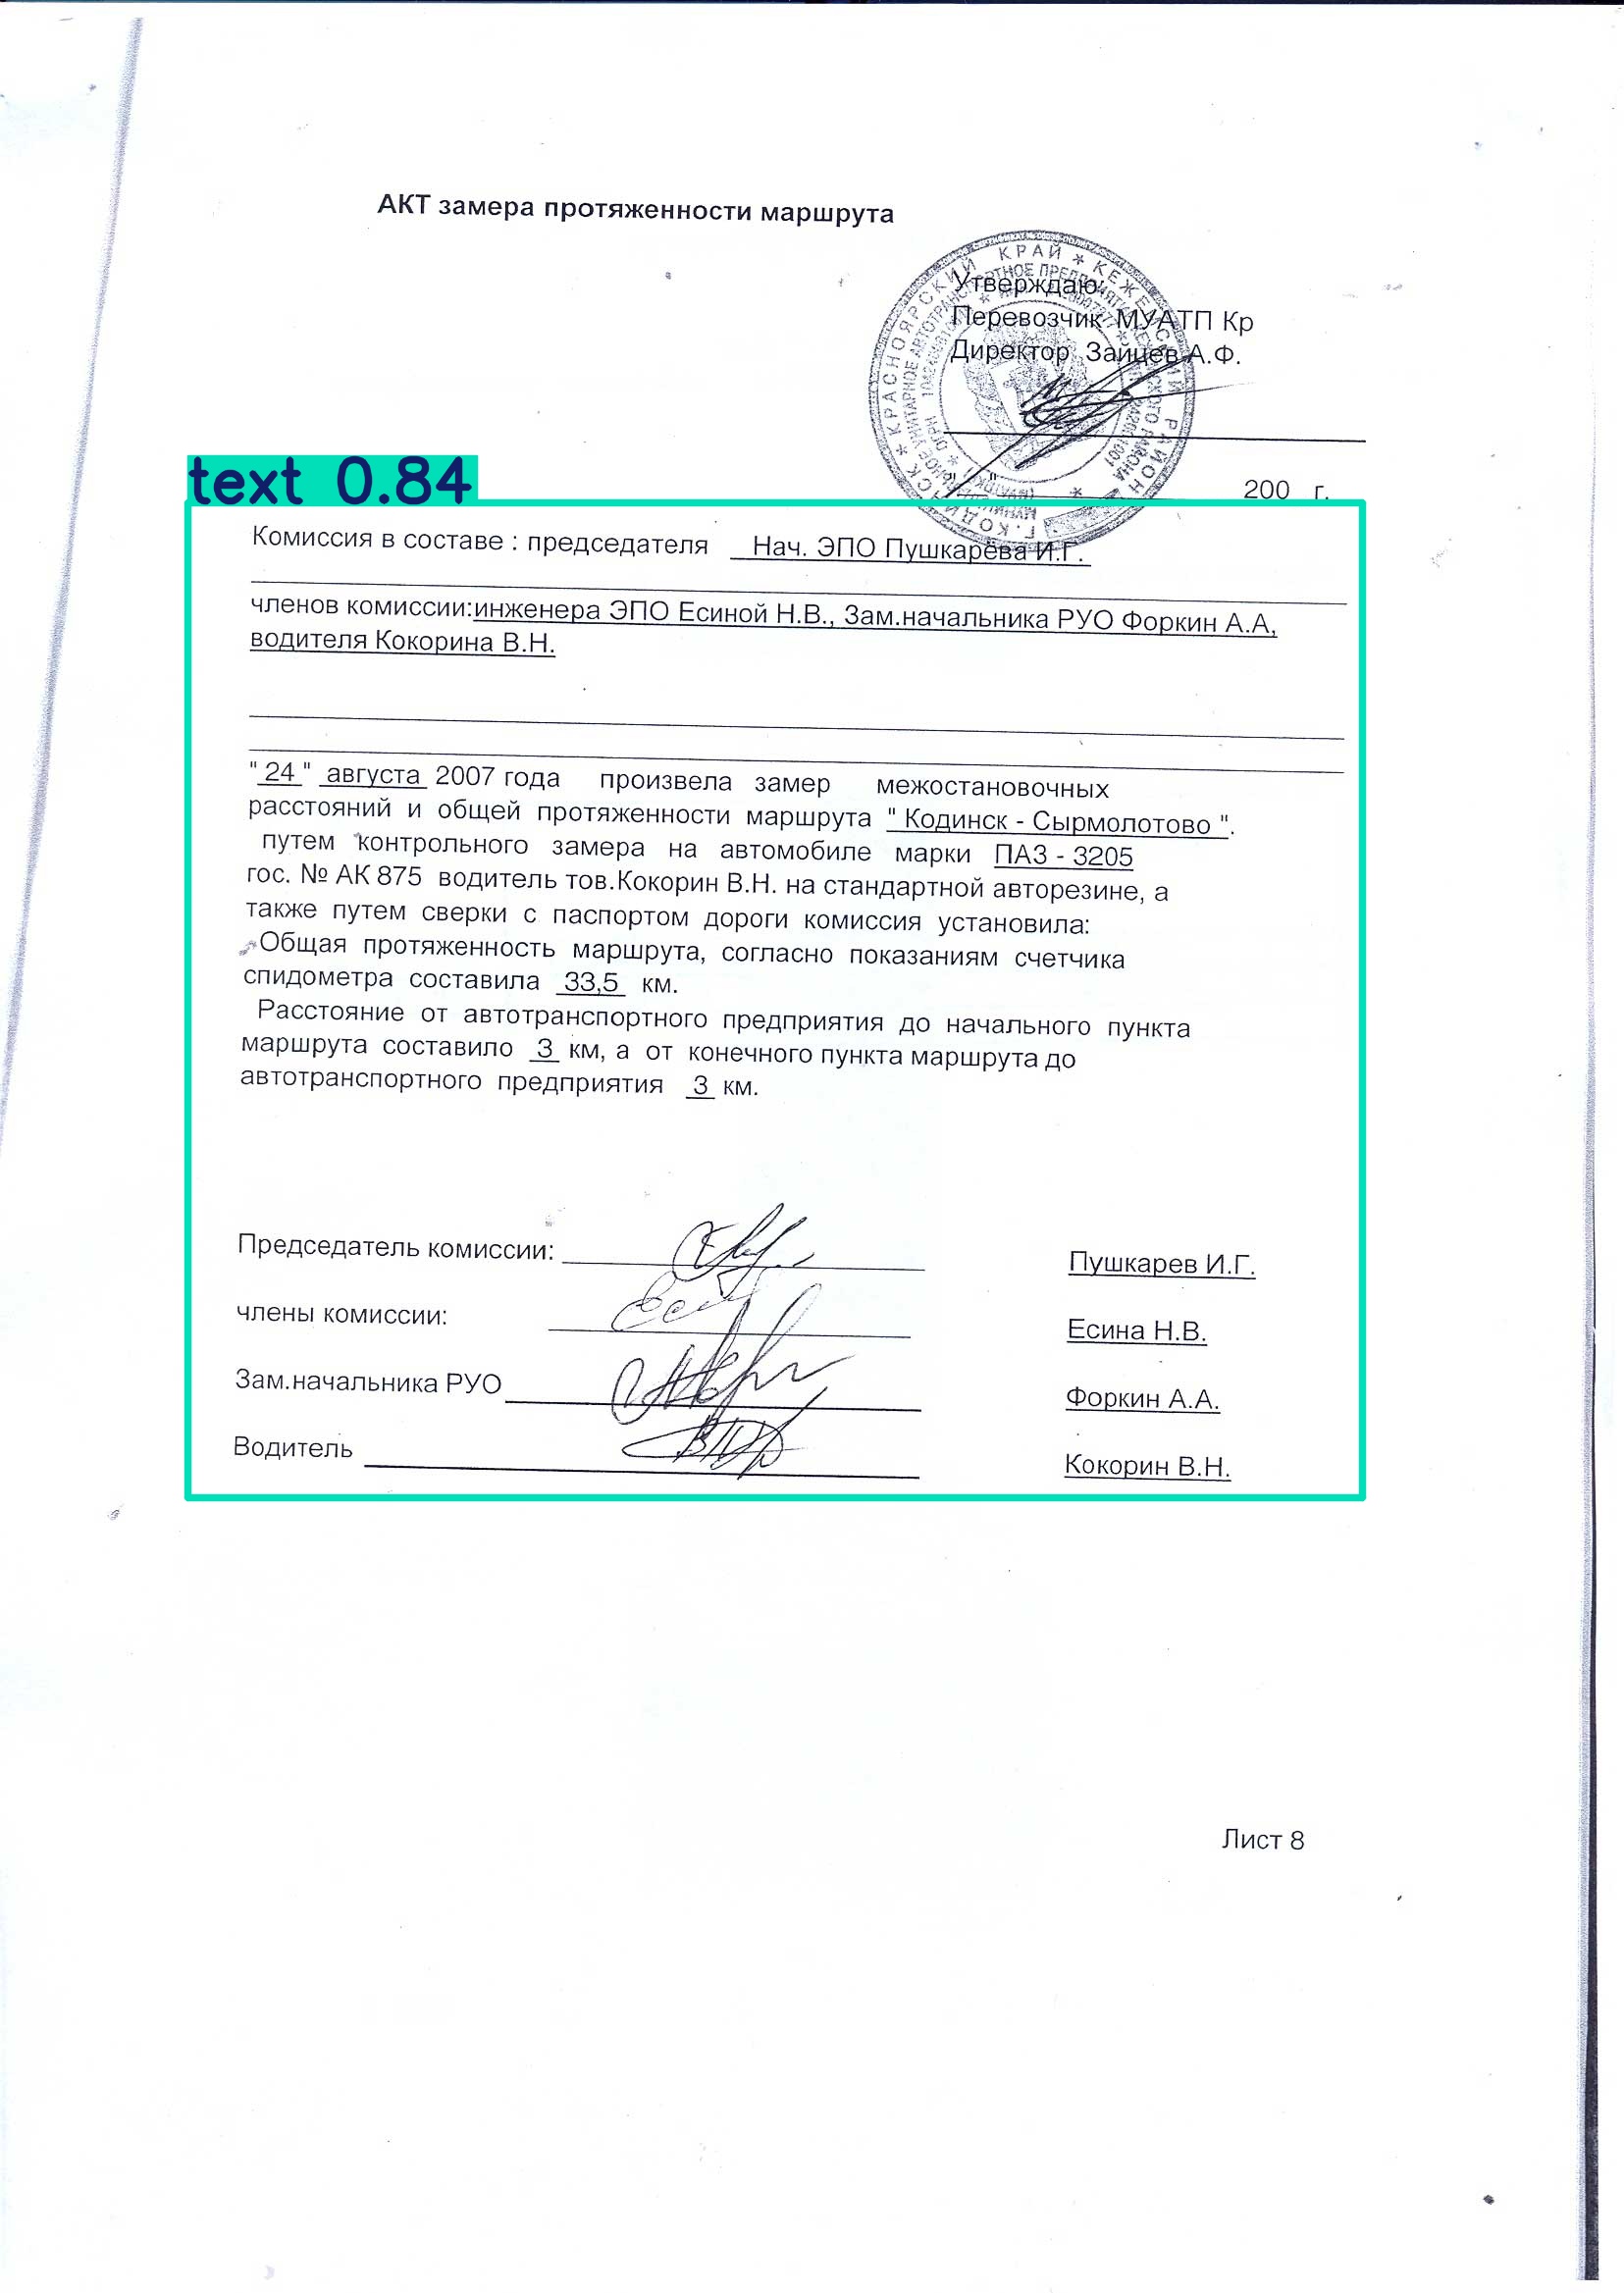 АКТ замера протяженности маршрута
Утверждаю:
Перевозчик МУАТП Кр
Директор Зайцев А.Ф.
200 г.
text 0.84
Комиссия в составе : председателя Нач. ЭПО Пушкарёва И.Г.
членов комиссии:инженера ЭПО Есиной Н.В., Зам.начальника РУО Форкин А.А,
водителя Кокорина В.Н.
" 24 " августа 2007 года произвела замер межостановочных
расстояний и общей протяженности маршрута " Кодинск - Сырмолотово ".
путем контрольного замера на автомобиле марки ПАЗ - 3205
гос. № АК 875 водитель тов.Кокорин В.Н. на стандартной авторезине, а
также путем сверки с паспортом дороги комиссия установила:
Общая протяженность маршрута, согласно показаниям счетчика
спидометра составила 33,5 км.
Расстояние от автотранспортного предприятия до начального пункта
маршрута составило 3 км, а от конечного пункта маршрута до
автотранспортного предприятия 3 км.
Председатель комиссии: Пушкарев И.Г.
члены комиссии: Есина Н.В.
Зам.начальника РУО Форкин А.А.
Водитель Кокорин В.Н.
Лист 8